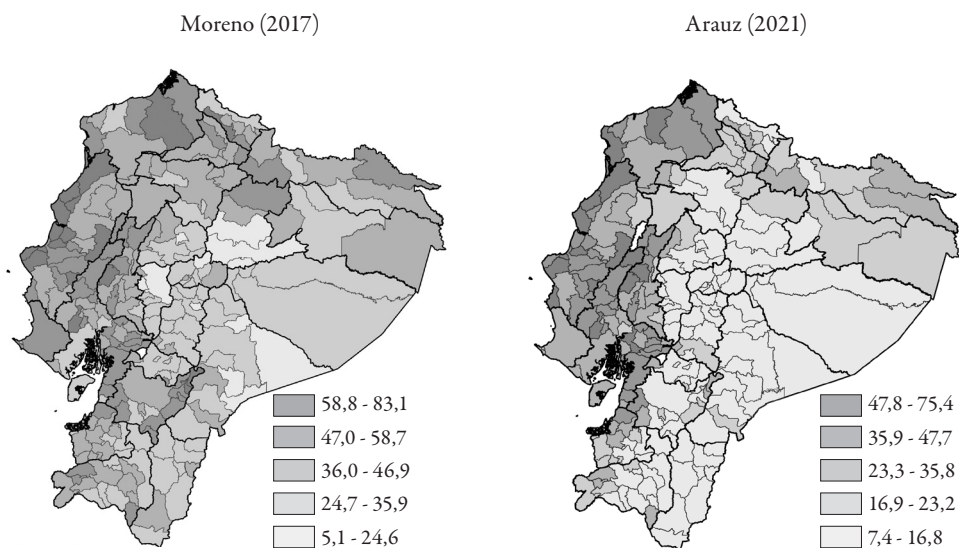 Moreno (2017)
Arauz (2021)
58,8 - 83,1
47,0 - 58,7
36,0 - 46,9
24,7 - 35,9
5,1 - 24,6
47,8 - 75,4
35,9 - 47,7
23,3 - 35,8
16,9 - 23,2
7,4 - 16,8